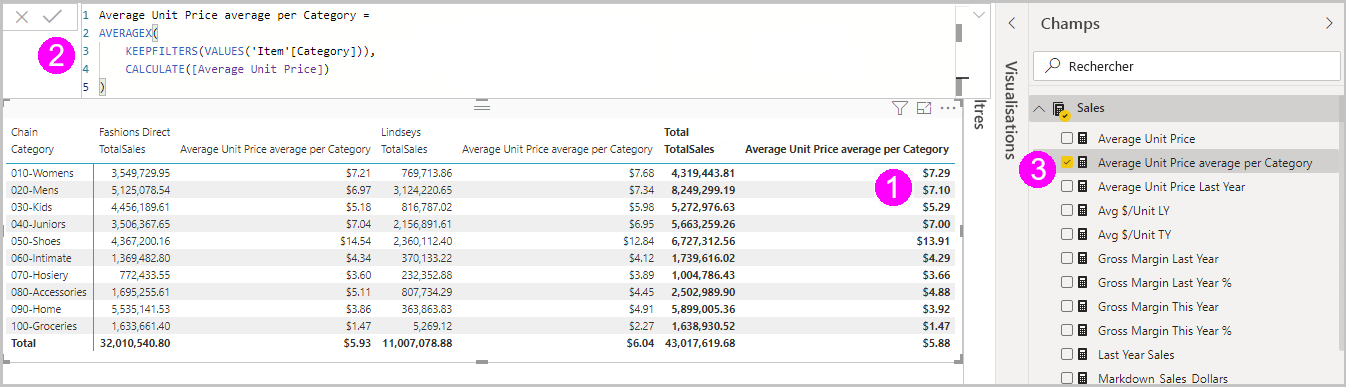 1 Average Unit Price average per Category =
2 AVERAGEX(
3 KEEPFILTERS(VALUES('Item'[Category])),
4 CALCULATE([Average Unit Price])
5 )
2
Chain Fashions Direct Lindseys Total
Category TotalSales Average Unit Price average per Category TotalSales Average Unit Price average per Category TotalSales Average Unit Price average per Category
010-Womens 3,549,729.95 $7.21 769,713.86 $7.68 4,319,443.81 $7.29
020-Mens 5,125,078.54 $6.97 3,124,220.65 $7.34 8,249,299.19 $7.10
030-Kids 4,456,189.61 $5.18 816,787.02 $5.98 5,272,976.63 $5.29
040-Juniors 3,506,367.65 $7.04 2,156,891.61 $6.95 5,663,259.26 $7.00
050-Shoes 4,367,200.16 $14.54 2,360,112.40 $12.84 6,727,312.56 $13.91
060-Intimate 1,369,482.80 $4.34 370,133.22 $4.12 1,739,616.02 $4.29
070-Hosiery 772,433.55 $3.60 232,352.88 $3.89 1,004,786.43 $3.66
080-Accessories 1,695,255.61 $5.11 807,734.29 $4.45 2,502,989.90 $4.88
090-Home 5,535,141.53 $3.86 363,863.83 $4.91 5,899,005.36 $3.92
100-Groceries 1,633,661.40 $1.47 5,269.12 $2.27 1,638,930.52 $1.47
Total 32,010,540.80 $5.93 11,007,078.88 $6.04 43,017,619.68 $5.88
1
ltres
Visualisations
Champs
Rechercher
Sales
Average Unit Price
Average Unit Price average per Category
3
Average Unit Price Last Year
Avg $/Unit LY
Avg $/Unit TY
Gross Margin Last Year
Gross Margin Last Year %
Gross Margin This Year
Gross Margin This Year %
Last Year Sales
Markdown_Sales_Dollars